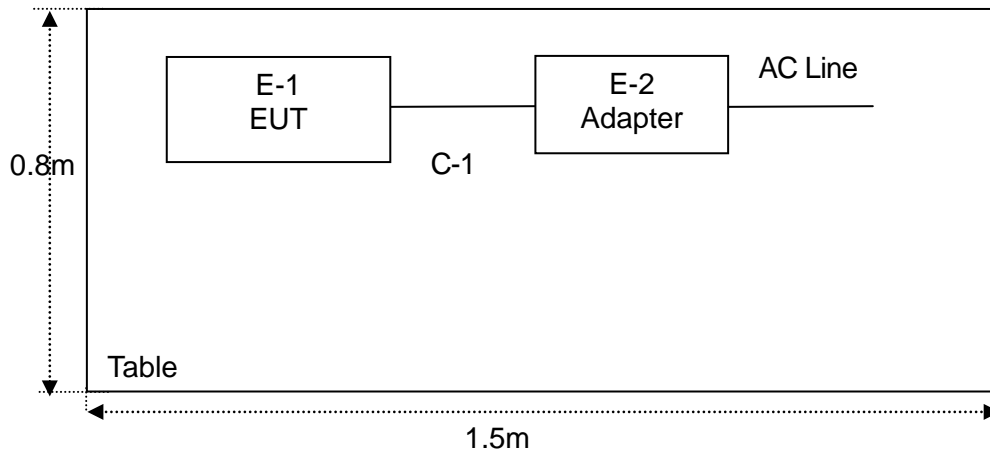 E-1
EUT
E-2
Adapter
AC Line
C-1
0.8m
Table
1.5m